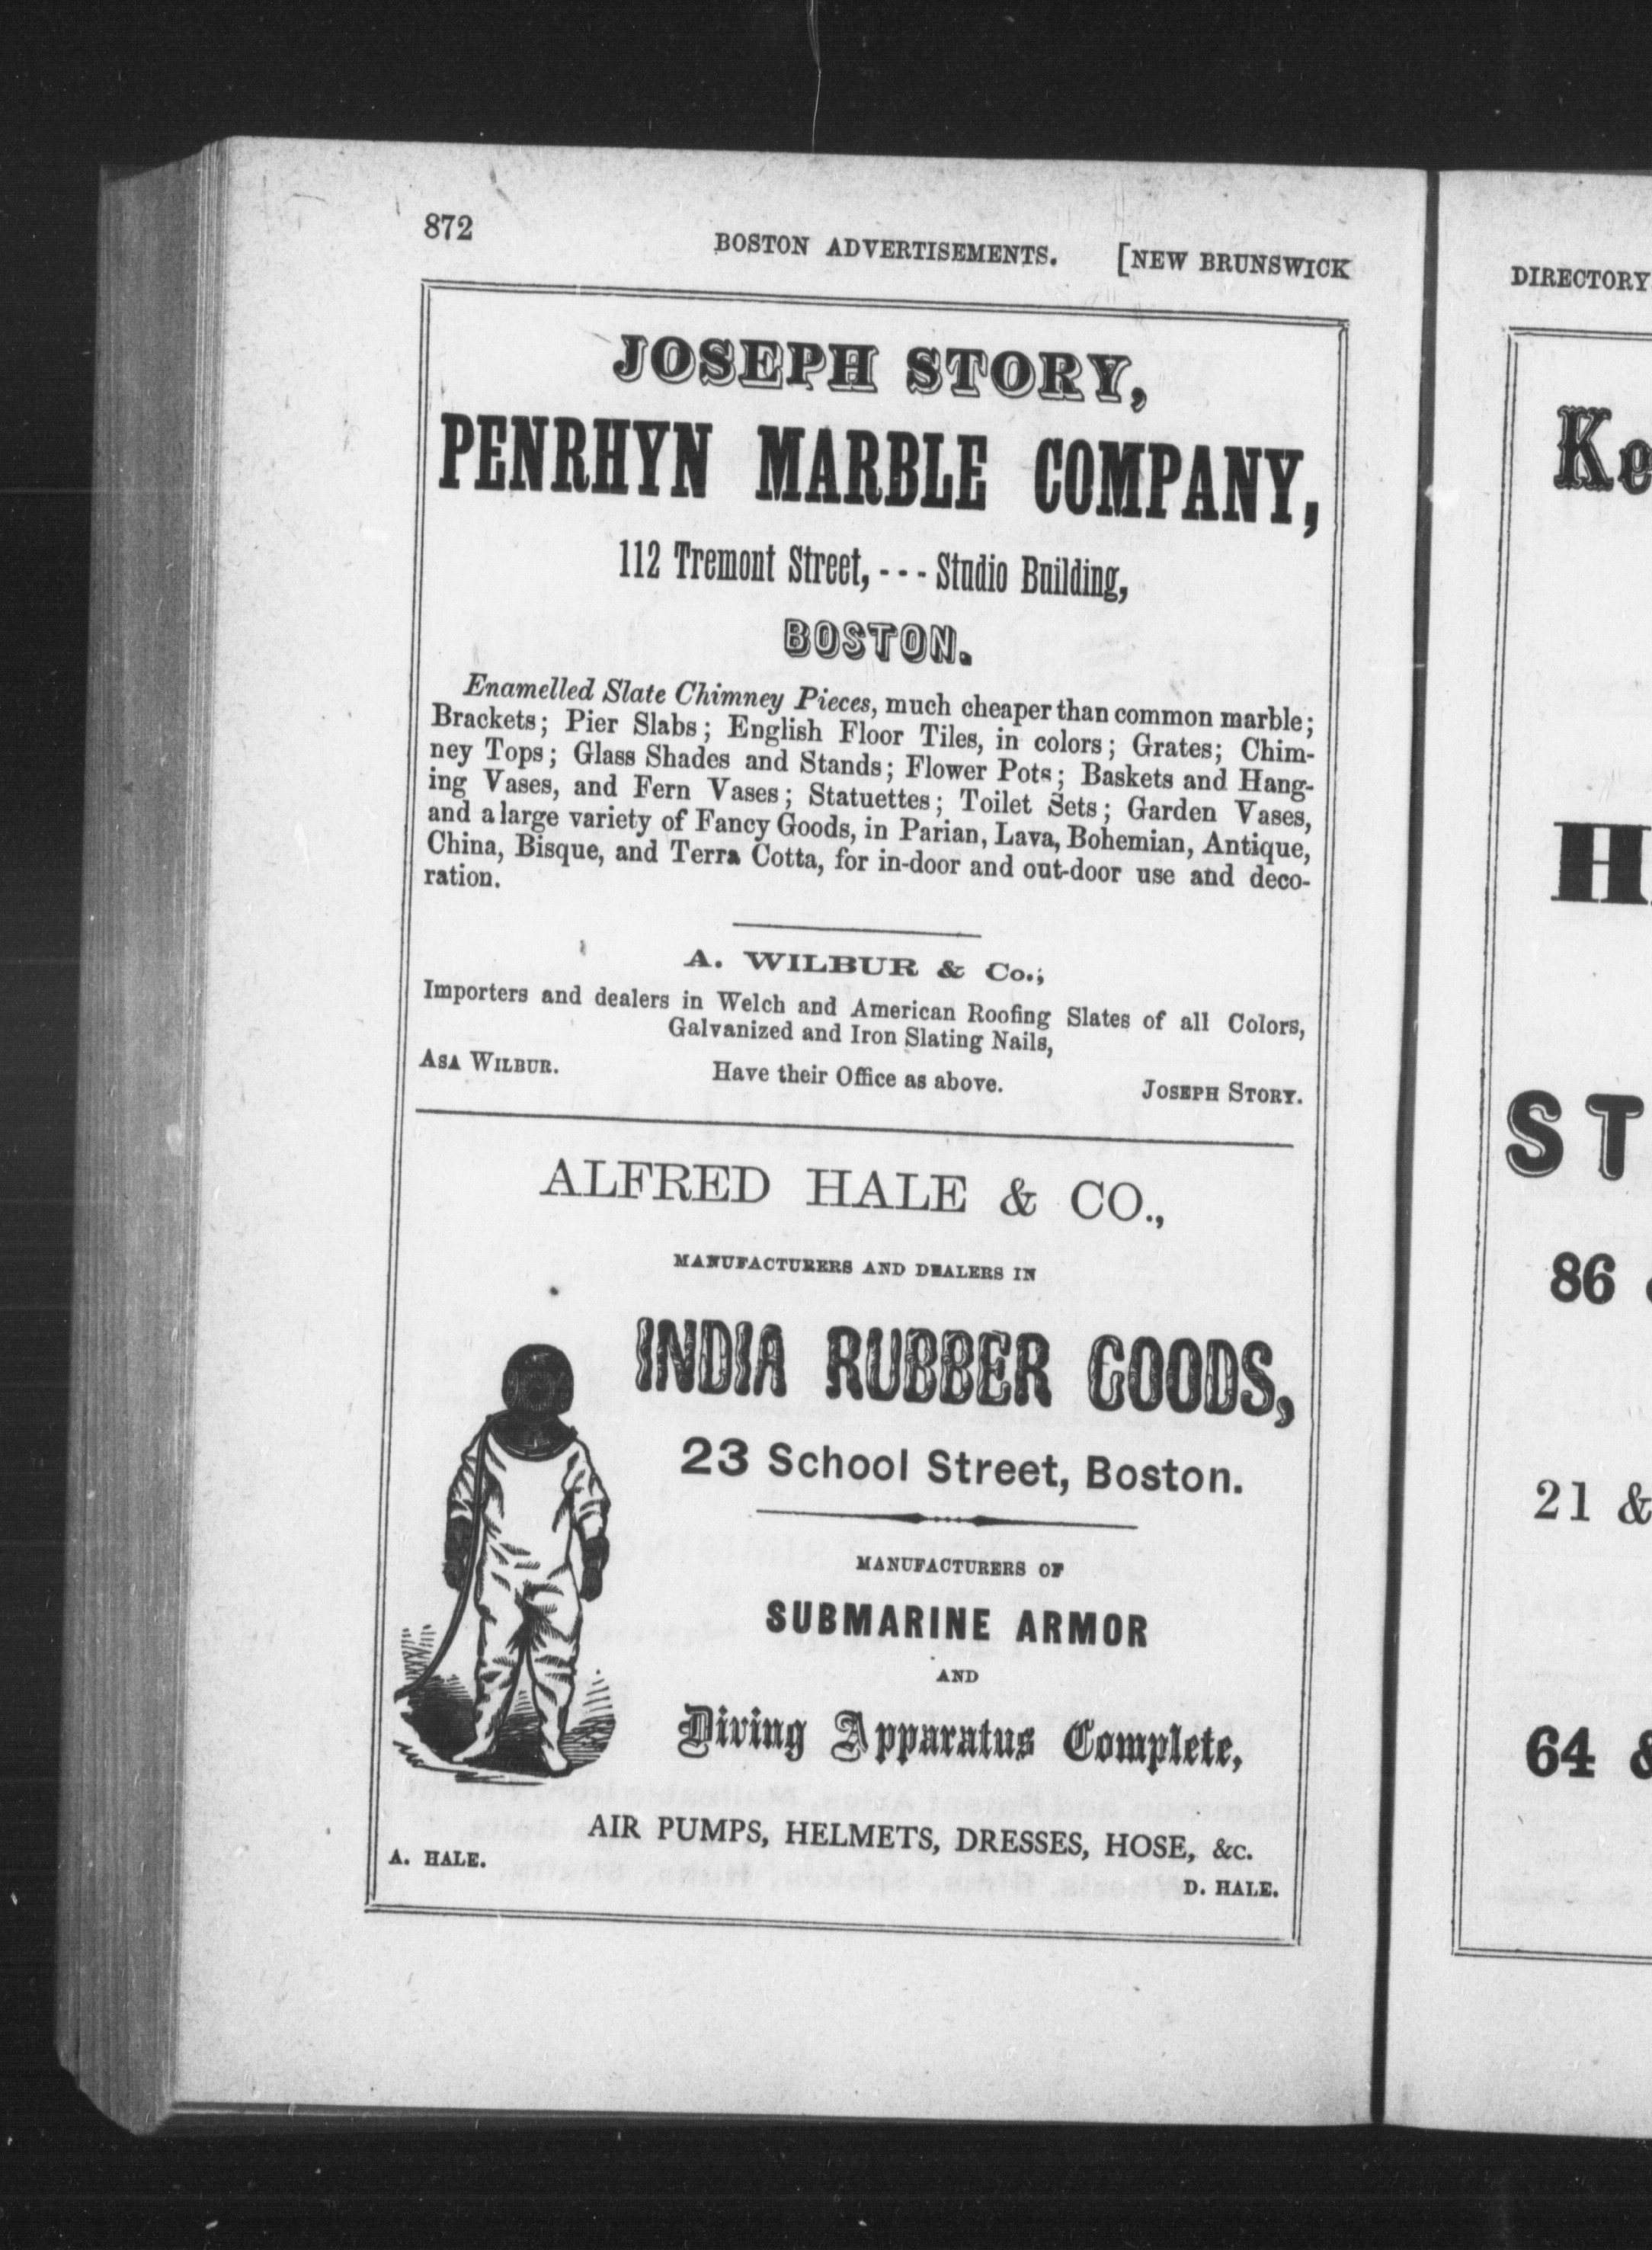 872
BOSTON ADVERTISEMENTS. [NEW BRUNSWICK
JOSEPH STORY,
PENRHYN MARBLE COMPANY,
112 Tremont Street, - - - Studio Building,
BOSTON.
Enamelled Slate Chimney Pieces, much cheaper than common marble;
Brackets; Pier Slabs; English Floor Tiles, in colors; Grates; Chim-
ney Tops; Glass Shades and Stands; Flower Pots; Baskets and Hang-
ing Vases, and Fern Vases; Statuettes; Toilet Sets; Garden Vases,
and a large variety of Fancy Goods, in Parian, Lava, Bohemian, Antique,
China, Bisque, and Terra Cotta, for in-door and out-door use and deco-
ration.
A. WILBUR & Co.,
Importers and dealers in Welch and American Roofing Slates of all Colors,
Galvanized and Iron Slating Nails,
Have their Office as above.
ASA WILBUR. JOSEPH STORY.
ALFRED HALE & CO.,
MANUFACTURERS AND DEALERS IN
INDIA RUBBER GOODS,
23 School Street, Boston.
MANUFACTURERS OF
SUBMARINE ARMOR
AND
Diving Apparatus Complete,
AIR PUMPS, HELMETS, DRESSES, HOSE, &c.
A. HALE. D. HALE.
DIRECTORY
Ke
H
ST
86
21 &
64 &